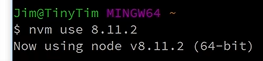 Jim@TinyTim MINGW64 ~
$ nvm use 8.11.2
Now using node v8.11.2 (64-bit)